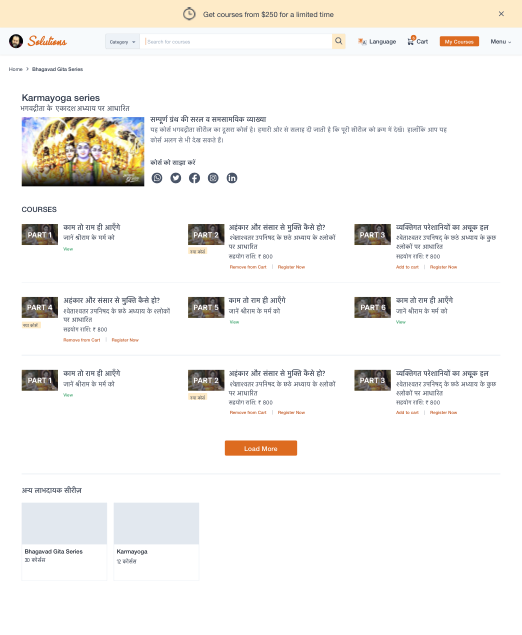 Get courses from $250 for a limited time
Solutions
Category
Search for courses
Language
Cart
My Courses
Menu
Home > Bhagavad Gita Series
Karmayoga series
भगवद्गीता के एकादश अध्याय पर आधारित
सम्पूर्ण ग्रंथ की सरल व समसामयिक व्याख्या
यह कोर्स भगवद्गीता सीरीज का दूसरा कोर्स है। हमारी ओर से सलाह दी जाती है कि पूरी सीरीज को क्रम में देखें। हालाँकि आप यह
कोर्स अलग से भी देख सकते हैं।
कोर्स को साझा करें
COURSES
PART 1
काम तो राम ही आएँगे
जानें श्रीराम के मर्म को
View
PART 2
नया कोर्स
अहंकार और संसार से मुक्ति कैसे हो?
श्वेताश्वतर उपनिषद् के छठे अध्याय के श्लोकों
पर आधारित
सहयोग राशि: ₹ 800
Remove from Cart | Register Now
PART 3
व्यक्तिगत परेशानियों का अचूक हल
श्वेताश्वतर उपनिषद् के छठे अध्याय के कुछ
श्लोकों पर आधारित
सहयोग राशि: ₹ 800
Add to cart | Register Now
PART 4
नया कोर्स
अहंकार और संसार से मुक्ति कैसे हो?
श्वेताश्वतर उपनिषद् के छठे अध्याय के श्लोकों
पर आधारित
सहयोग राशि: ₹ 800
Remove from Cart | Register Now
PART 5
काम तो राम ही आएँगे
जानें श्रीराम के मर्म को
View
PART 6
काम तो राम ही आएँगे
जानें श्रीराम के मर्म को
View
PART 1
काम तो राम ही आएँगे
जानें श्रीराम के मर्म को
View
PART 2
नया कोर्स
अहंकार और संसार से मुक्ति कैसे हो?
श्वेताश्वतर उपनिषद् के छठे अध्याय के श्लोकों
पर आधारित
सहयोग राशि: ₹ 800
Remove from Cart | Register Now
PART 3
व्यक्तिगत परेशानियों का अचूक हल
श्वेताश्वतर उपनिषद् के छठे अध्याय के कुछ
श्लोकों पर आधारित
सहयोग राशि: ₹ 800
Add to cart | Register Now
Load More
अन्य लाभदायक सीरीज़
Bhagavad Gita Series
30 कोर्सेस
Karmayoga
12 कोर्सेस